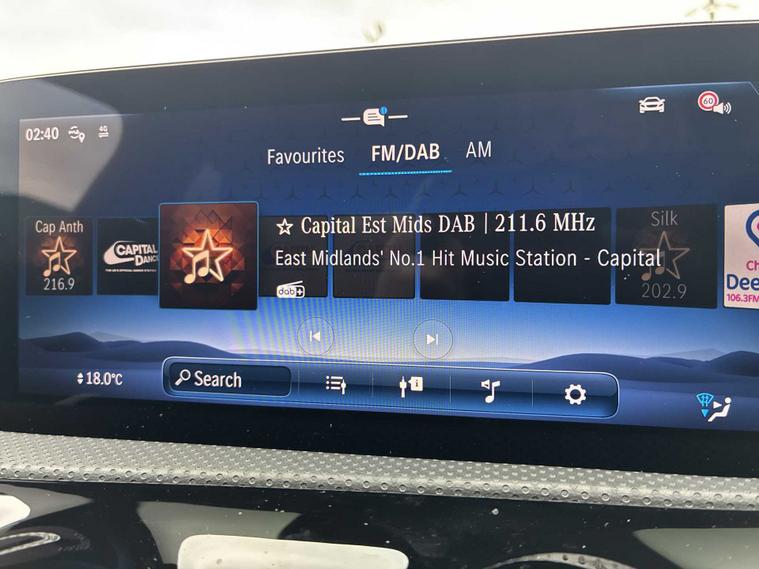 02:40
4G
60
Favourites FM/DAB AM
Cap Anth
216.9
CAPITAL
DANCE
Capital Est Mids DAB | 211.6 MHz
East Midlands' No.1 Hit Music Station - Capital
dab+
Silk
202.9
Ch
Dee
106.3FM
18.0°C
Search